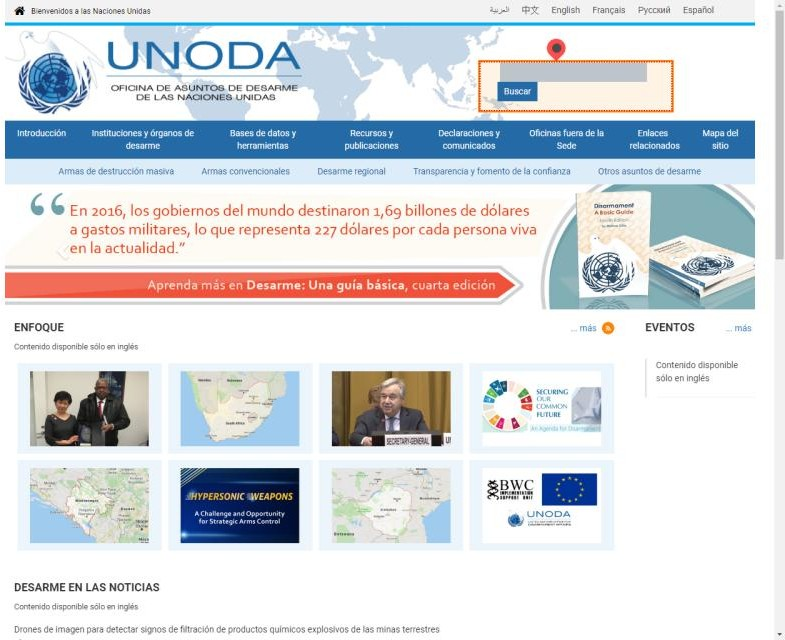 Bienvenidos a las Naciones Unidas
العربية 中文 English Français Русский Español
UNODA
OFICINA DE ASUNTOS DE DESARME
DE LAS NACIONES UNIDAS
Buscar
Introducción
Instituciones y órganos de
desarme
Bases de datos y
herramientas
Recursos y
publicaciones
Declaraciones y
comunicados
Oficinas fuera de la
Sede
Enlaces
relacionados
Mapa del
sitio
Armas de destrucción masiva Armas convencionales Desarme regional Transparencia y fomento de la confianza Otros asuntos de desarme
“ En 2016, los gobiernos del mundo destinaron 1,69 billones de dólares
a gastos militares, lo que representa 227 dólares por cada persona viva
en la actualidad.”
Aprenda más en Desarme: Una guía básica, cuarta edición
Disarmament
A Basic Guide
ENFOQUE
... más
Contenido disponible sólo en inglés
EVENTOS
... más
Contenido disponible
sólo en inglés
South Africa
SECRETARY-GENERAL
SECURING
OUR
COMMON
FUTURE
An Agenda for Disarmament
Montenegro
HYPERSONIC WEAPONS
A Challenge and Opportunity
for Strategic Arms Control
BWC
IMPLEMENTATION
SUPPORT UNIT
UNODA
DESARME EN LAS NOTICIAS
Contenido disponible sólo en inglés
Drones de imagen para detectar signos de filtración de productos químicos explosivos de las minas terrestres